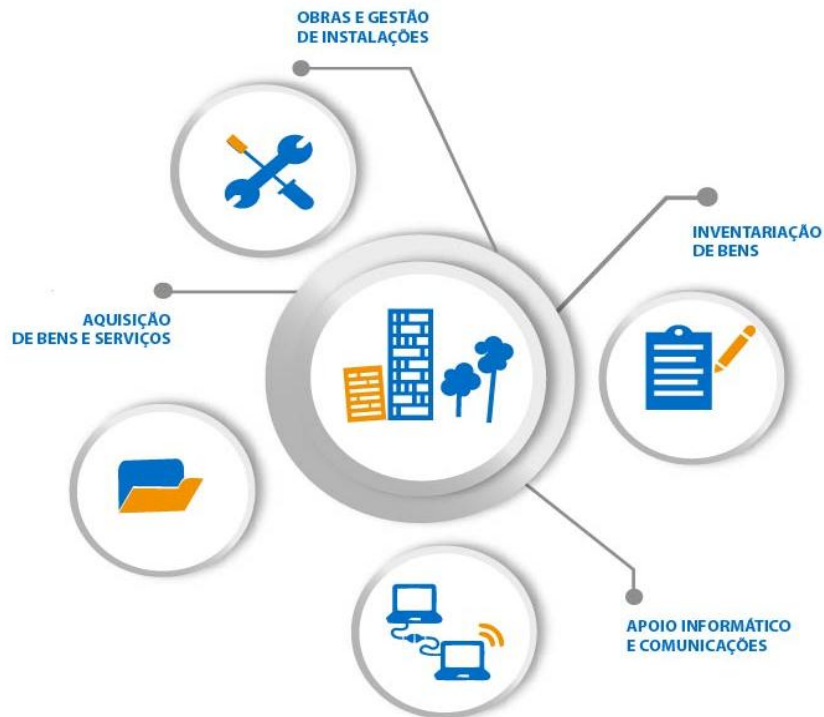 OBRAS E GESTÃO
DE INSTALAÇÕES
INVENTARIAÇÃO
DE BENS
AQUISIÇÃO
DE BENS E SERVIÇOS
APOIO INFORMÁTICO
E COMUNICAÇÕES